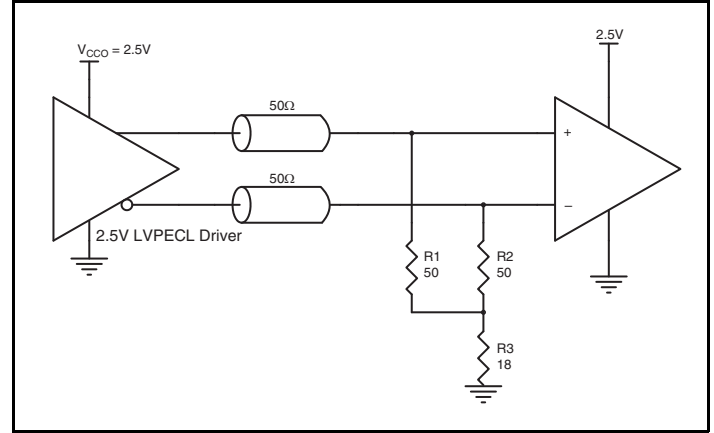 V_CCO = 2.5V
2.5V
50Ω
+
50Ω
–
2.5V LVPECL Driver
R1
50
R2
50
R3
18